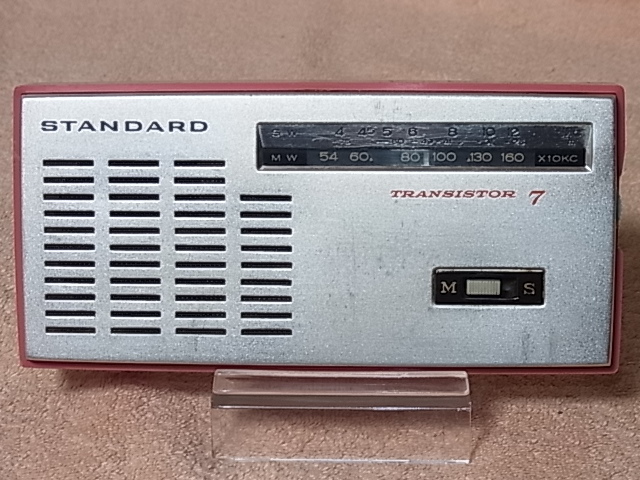 STANDARD
S W 4 4.5 5 6 8 10 12
M W 54 60. 80 100 .130 160 X10KC
TRANSISTOR 7
M S